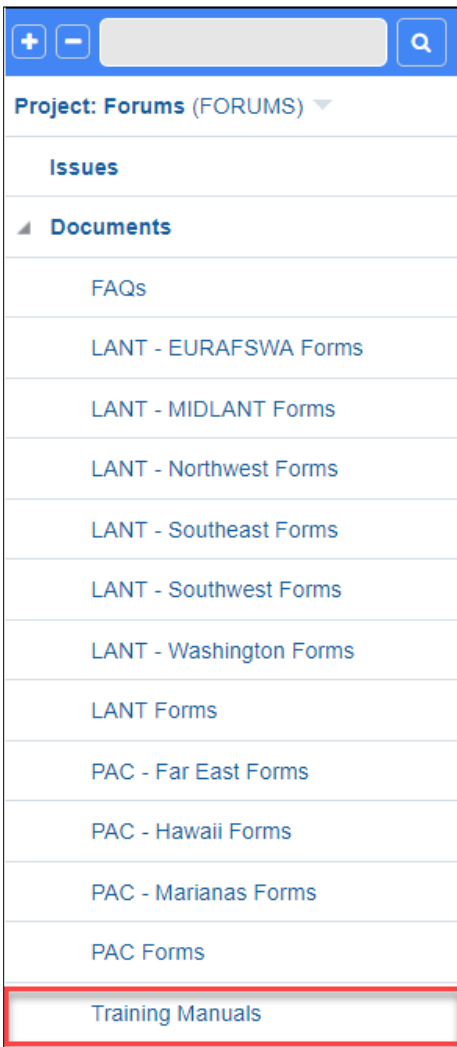 Project: Forums (FORUMS)
Issues
Documents
FAQs
LANT - EURAFSWA Forms
LANT - MIDLANT Forms
LANT - Northwest Forms
LANT - Southeast Forms
LANT - Southwest Forms
LANT - Washington Forms
LANT Forms
PAC - Far East Forms
PAC - Hawaii Forms
PAC - Marianas Forms
PAC Forms
Training Manuals